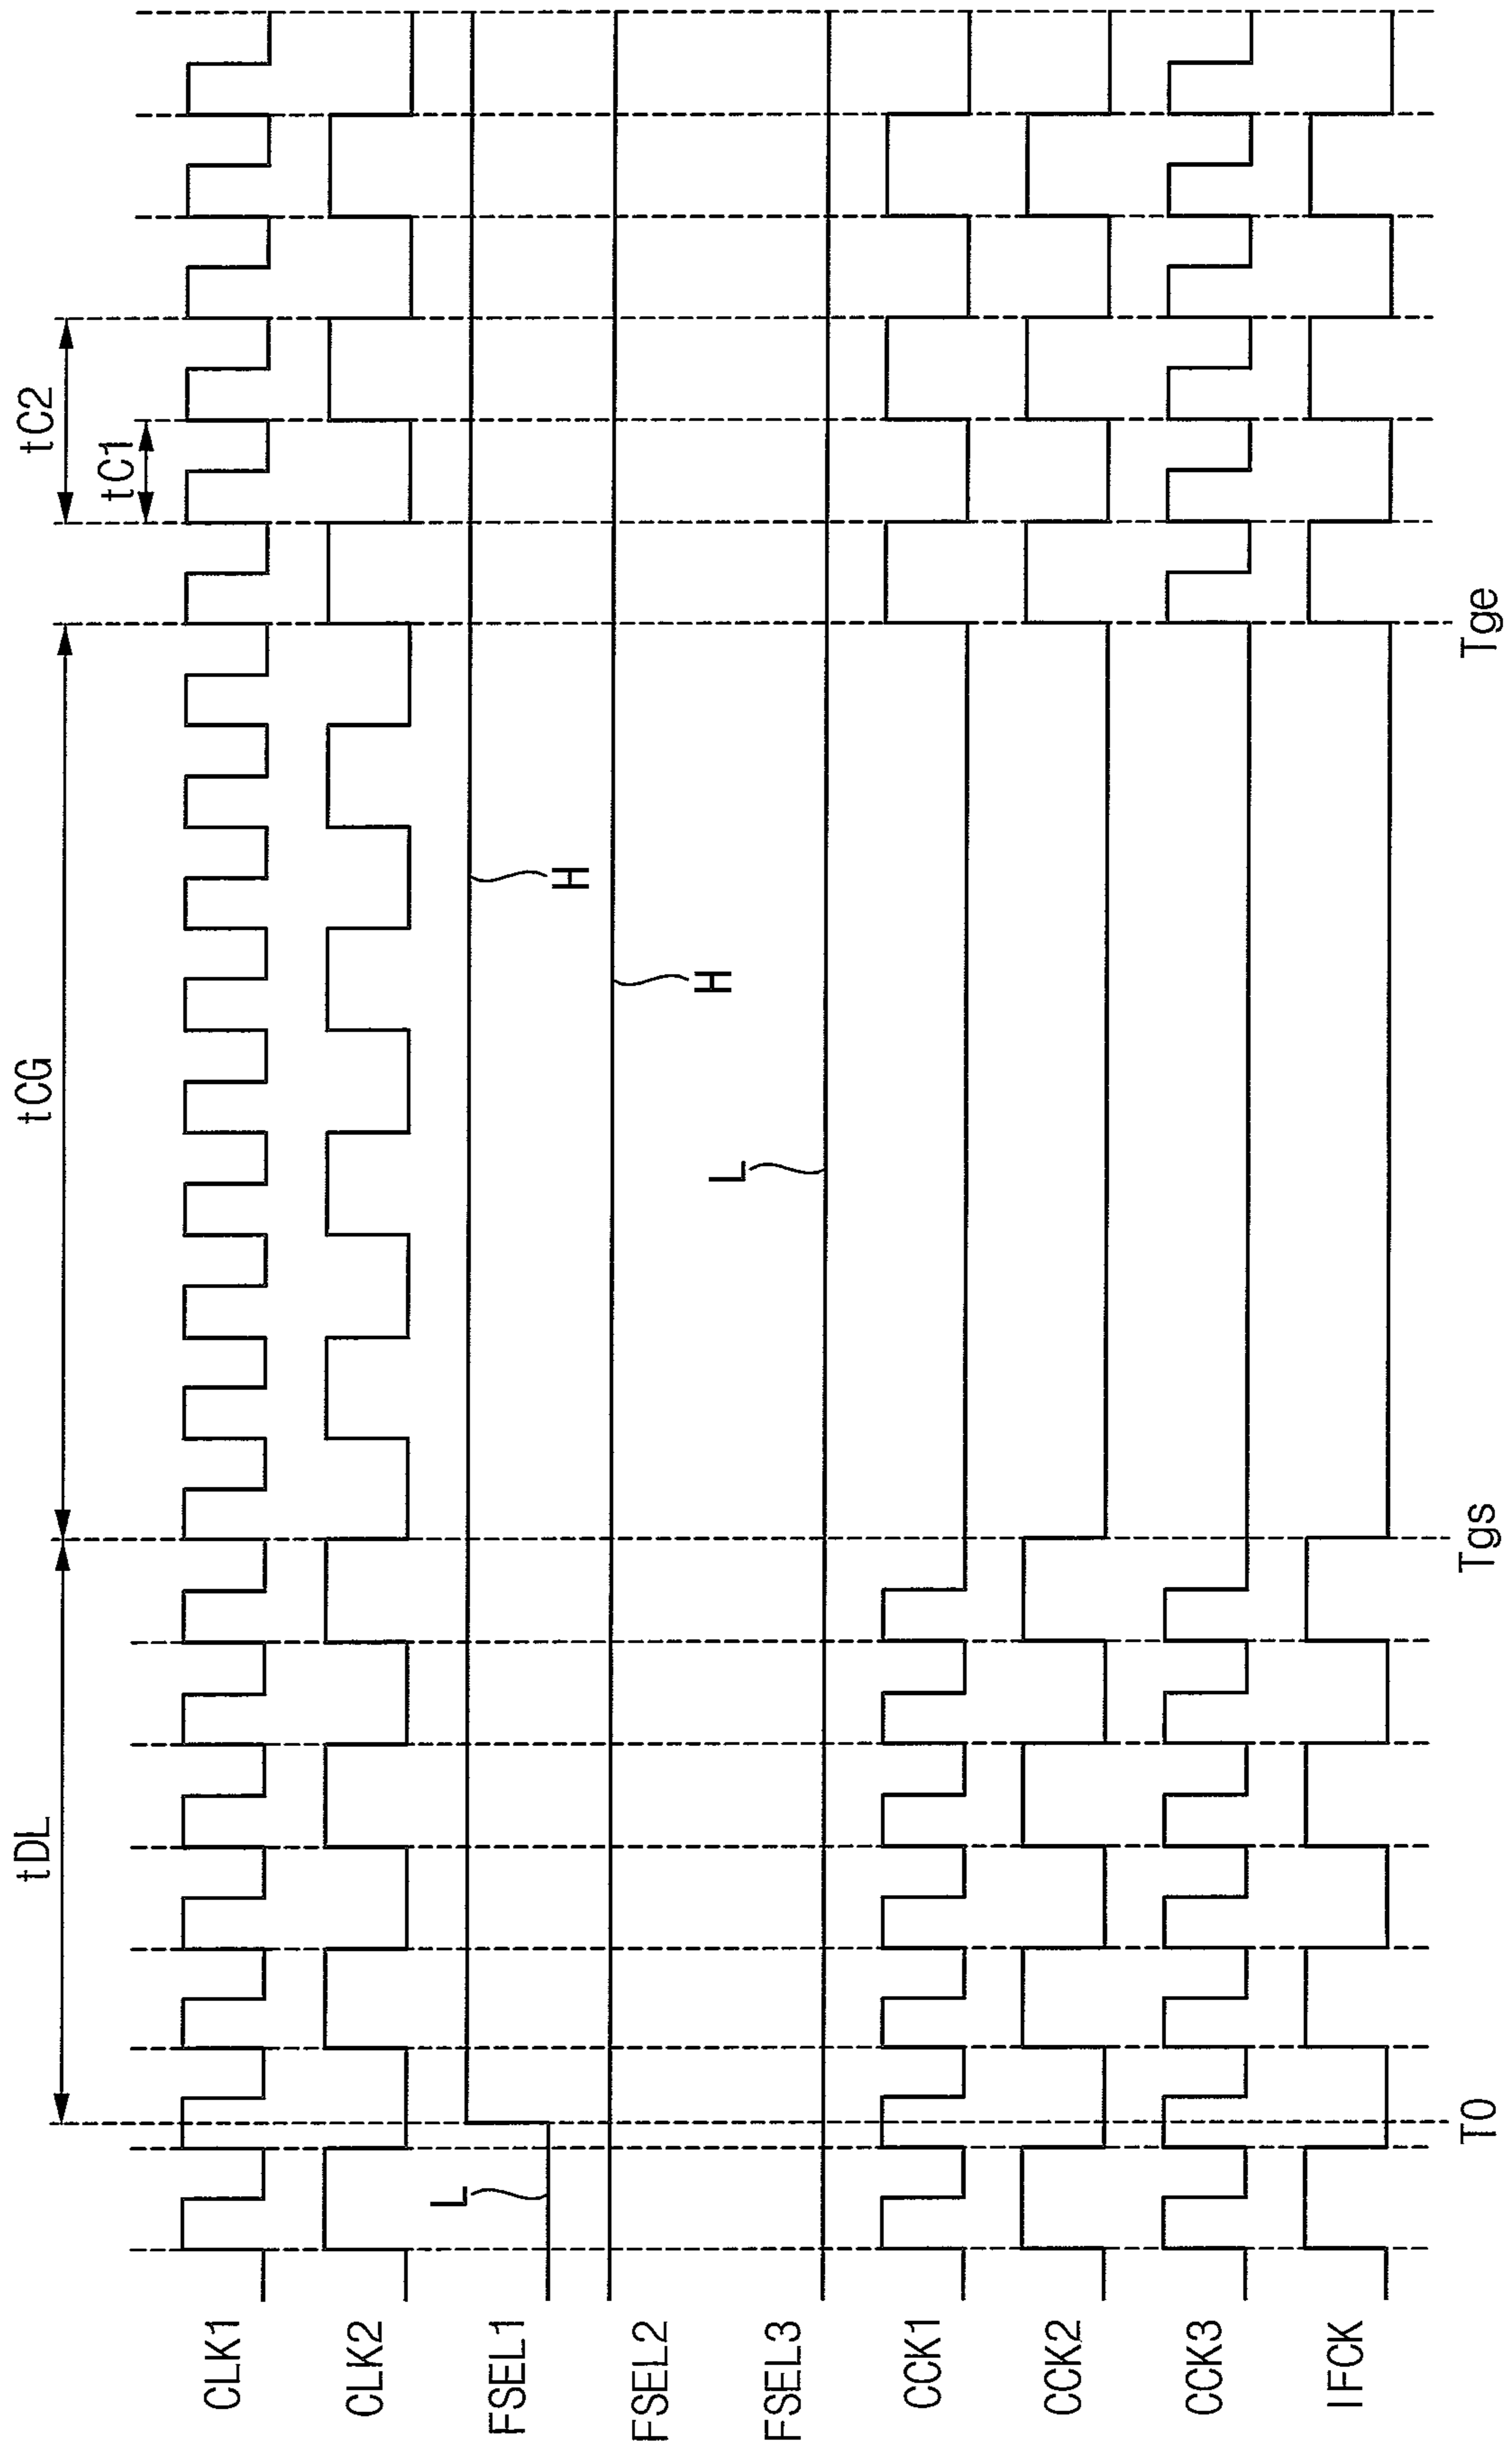 tDL
tCG
tC2
tC1
CLK1
CLK2
FSEL1
L
H
FSEL2
H
FSEL3
L
CCK1
CCK2
CCK3
IFCK
T0
Tgs
Tge